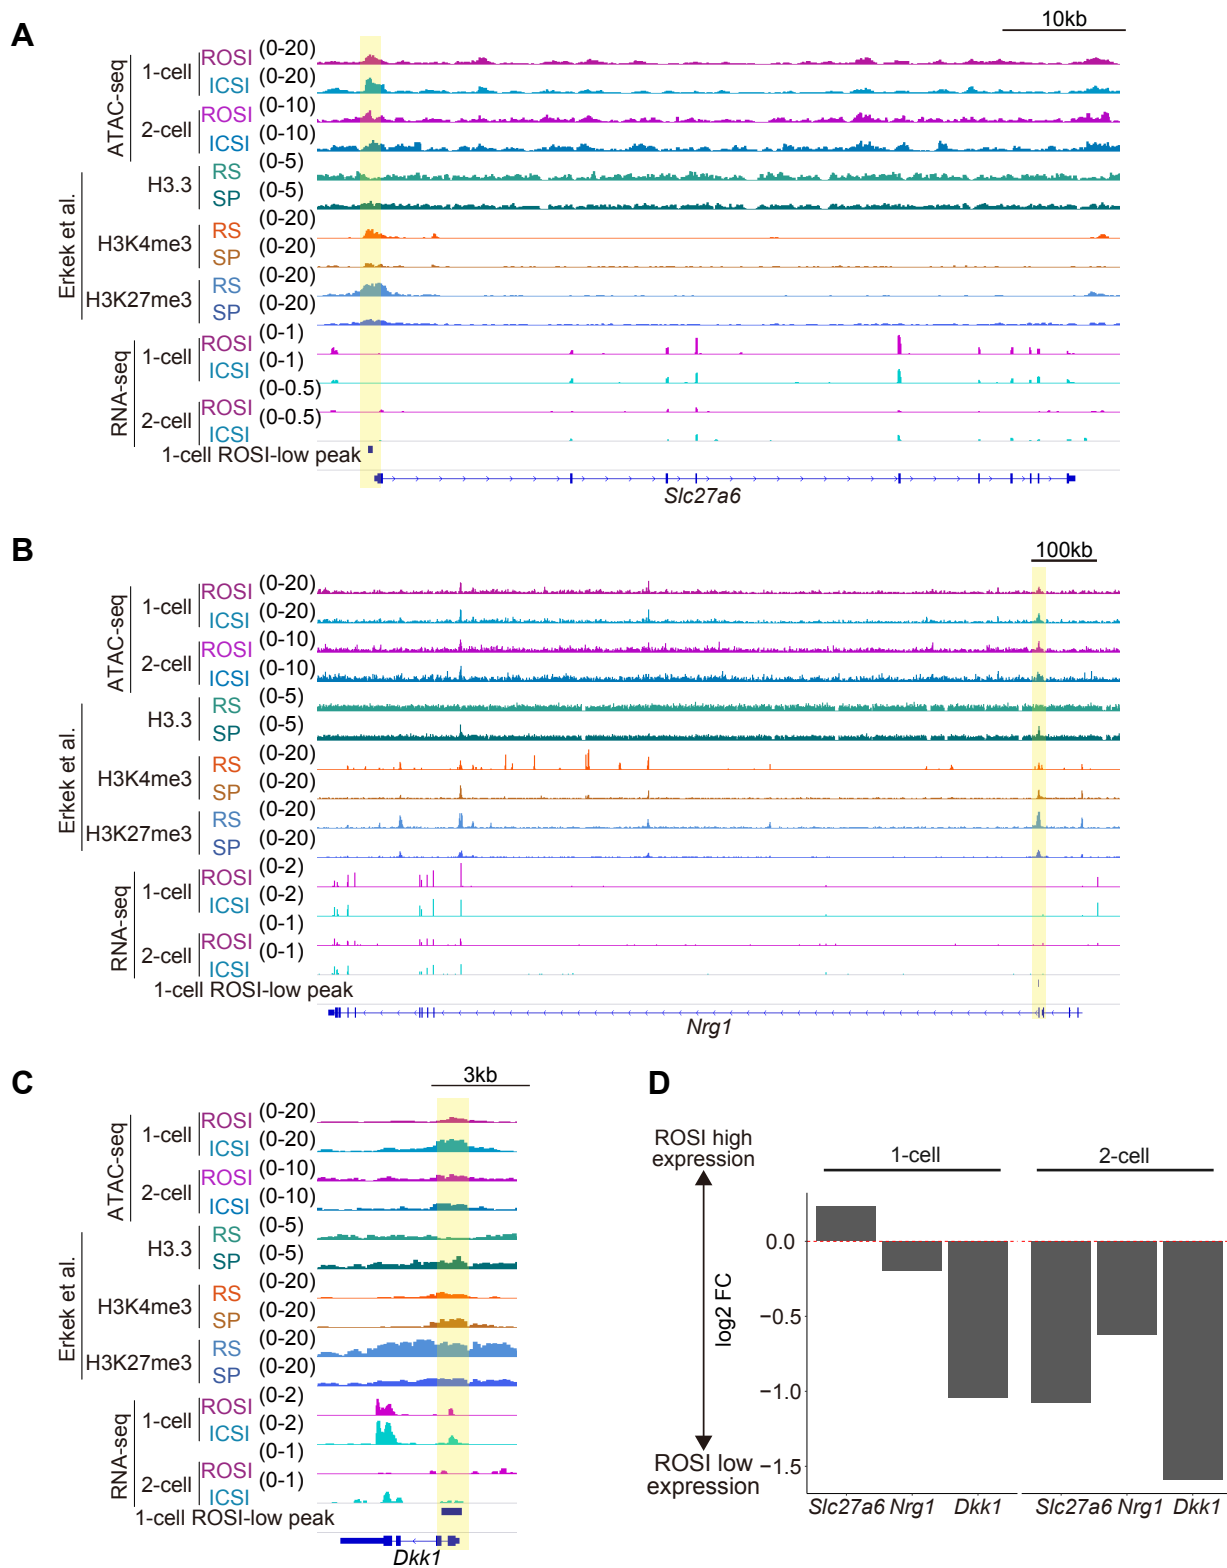 A
10kb
ATAC-seq
1-cell
ROSI (0-20)
ICSI (0-20)
2-cell
ROSI (0-10)
ICSI (0-10)
Erkek et al.
H3.3
RS (0-5)
SP (0-5)
H3K4me3
RS (0-20)
SP (0-20)
H3K27me3
RS (0-20)
SP (0-20)
RNA-seq
1-cell
ROSI (0-1)
ICSI (0-1)
2-cell
ROSI (0-0.5)
ICSI (0-0.5)
1-cell ROSI-low peak
Slc27a6
B
100kb
ATAC-seq
1-cell
ROSI (0-20)
ICSI (0-20)
2-cell
ROSI (0-10)
ICSI (0-10)
Erkek et al.
H3.3
RS (0-5)
SP (0-5)
H3K4me3
RS (0-20)
SP (0-20)
H3K27me3
RS (0-20)
SP (0-20)
RNA-seq
1-cell
ROSI (0-2)
ICSI (0-2)
2-cell
ROSI (0-1)
ICSI (0-1)
1-cell ROSI-low peak
Nrg1
C
3kb
ATAC-seq
1-cell
ROSI (0-20)
ICSI (0-20)
2-cell
ROSI (0-10)
ICSI (0-10)
Erkek et al.
H3.3
RS (0-5)
SP (0-5)
H3K4me3
RS (0-20)
SP (0-20)
H3K27me3
RS (0-20)
SP (0-20)
RNA-seq
1-cell
ROSI (0-2)
ICSI (0-2)
2-cell
ROSI (0-1)
ICSI (0-1)
1-cell ROSI-low peak
Dkk1
D
ROSI high
expression
log2 FC
ROSI low
expression
1-cell
2-cell
0.0
−0.5
−1.0
−1.5
Slc27a6 Nrg1 Dkk1
Slc27a6 Nrg1 Dkk1